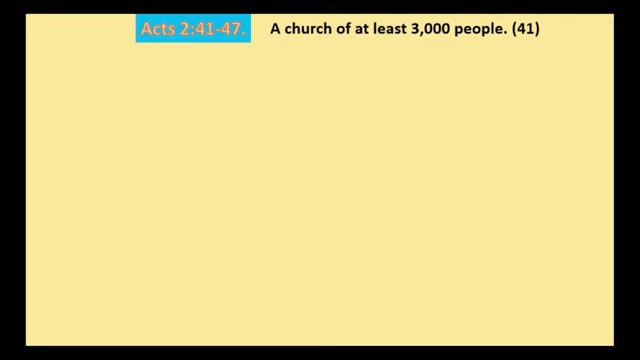 Acts 2:41-47. A church of at least 3,000 people. (41)